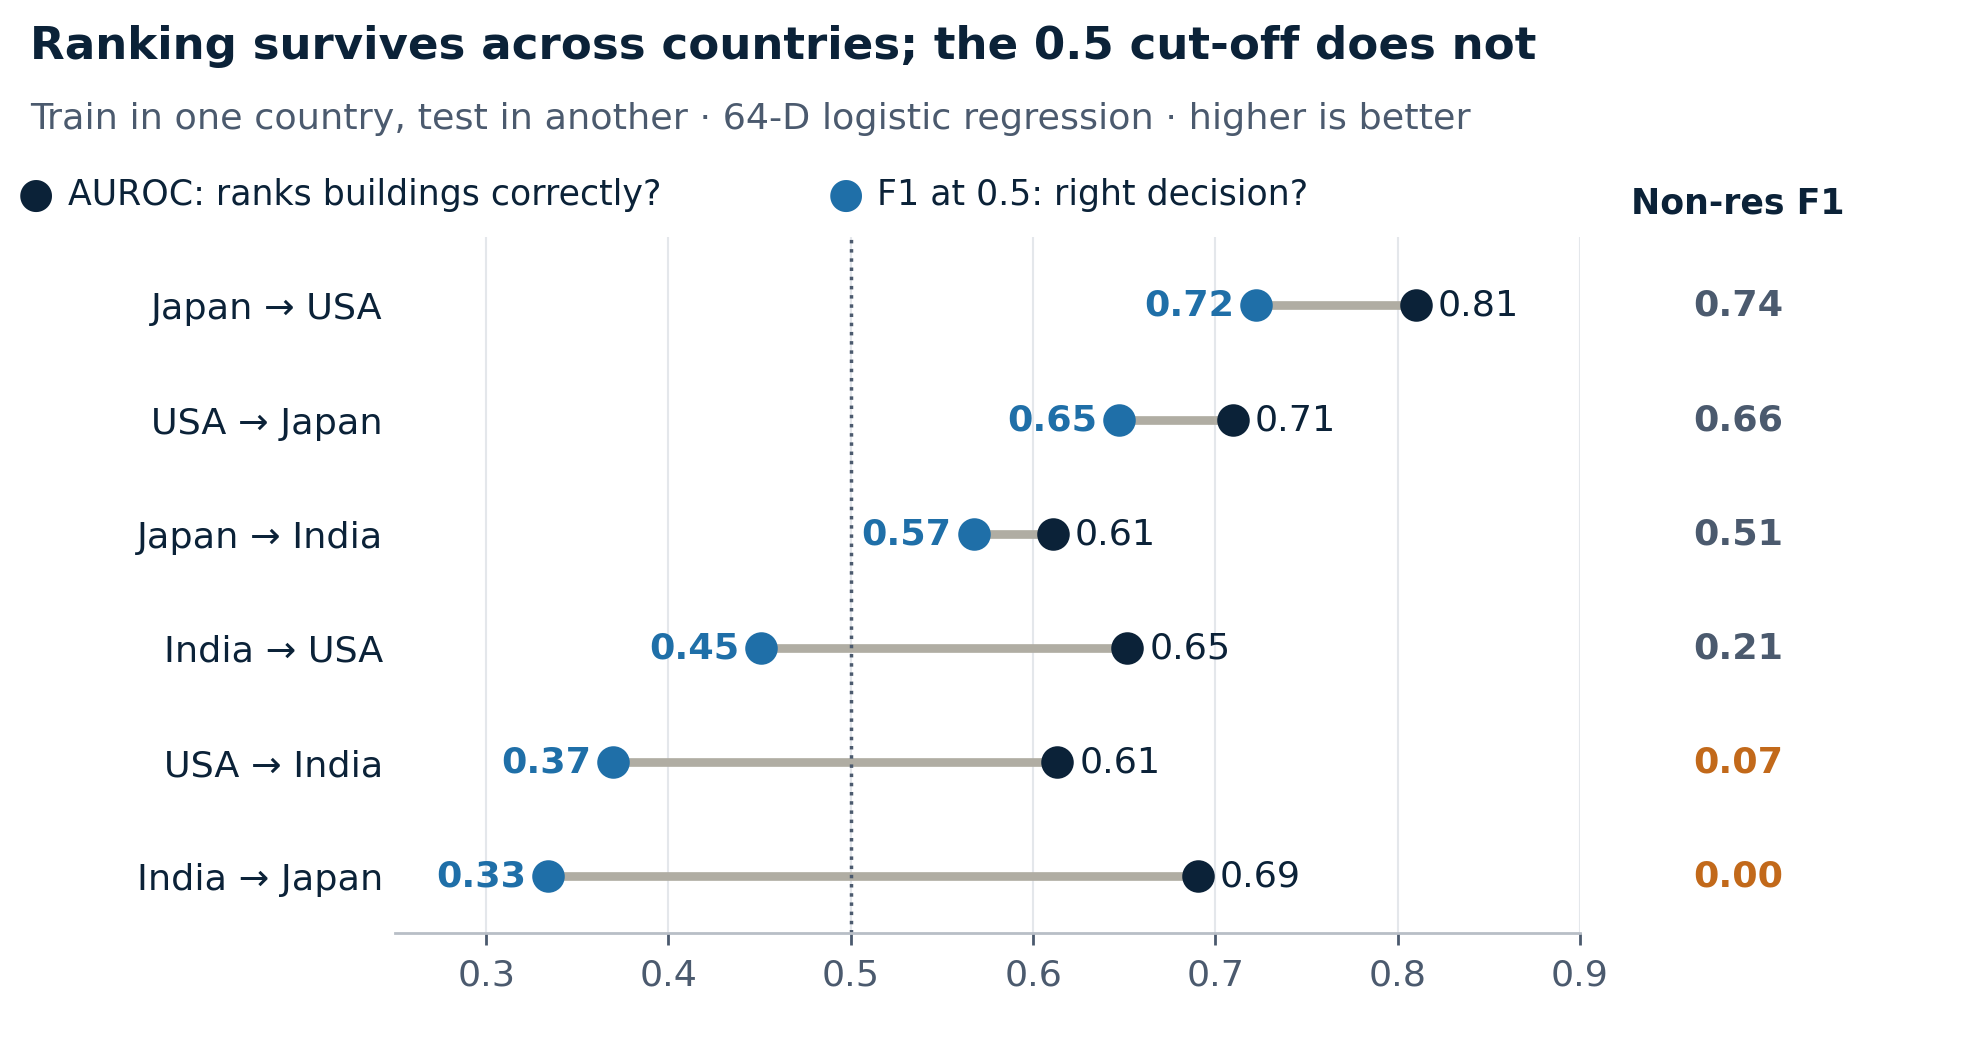 Ranking survives across countries; the 0.5 cut-off does not
Train in one country, test in another · 64-D logistic regression · higher is better
AUROC: ranks buildings correctly? F1 at 0.5: right decision? Non-res F1
Japan → USA 0.72 0.81 0.74
USA → Japan 0.65 0.71 0.66
Japan → India 0.57 0.61 0.51
India → USA 0.45 0.65 0.21
USA → India 0.37 0.61 0.07
India → Japan 0.33 0.69 0.00
0.3 0.4 0.5 0.6 0.7 0.8 0.9